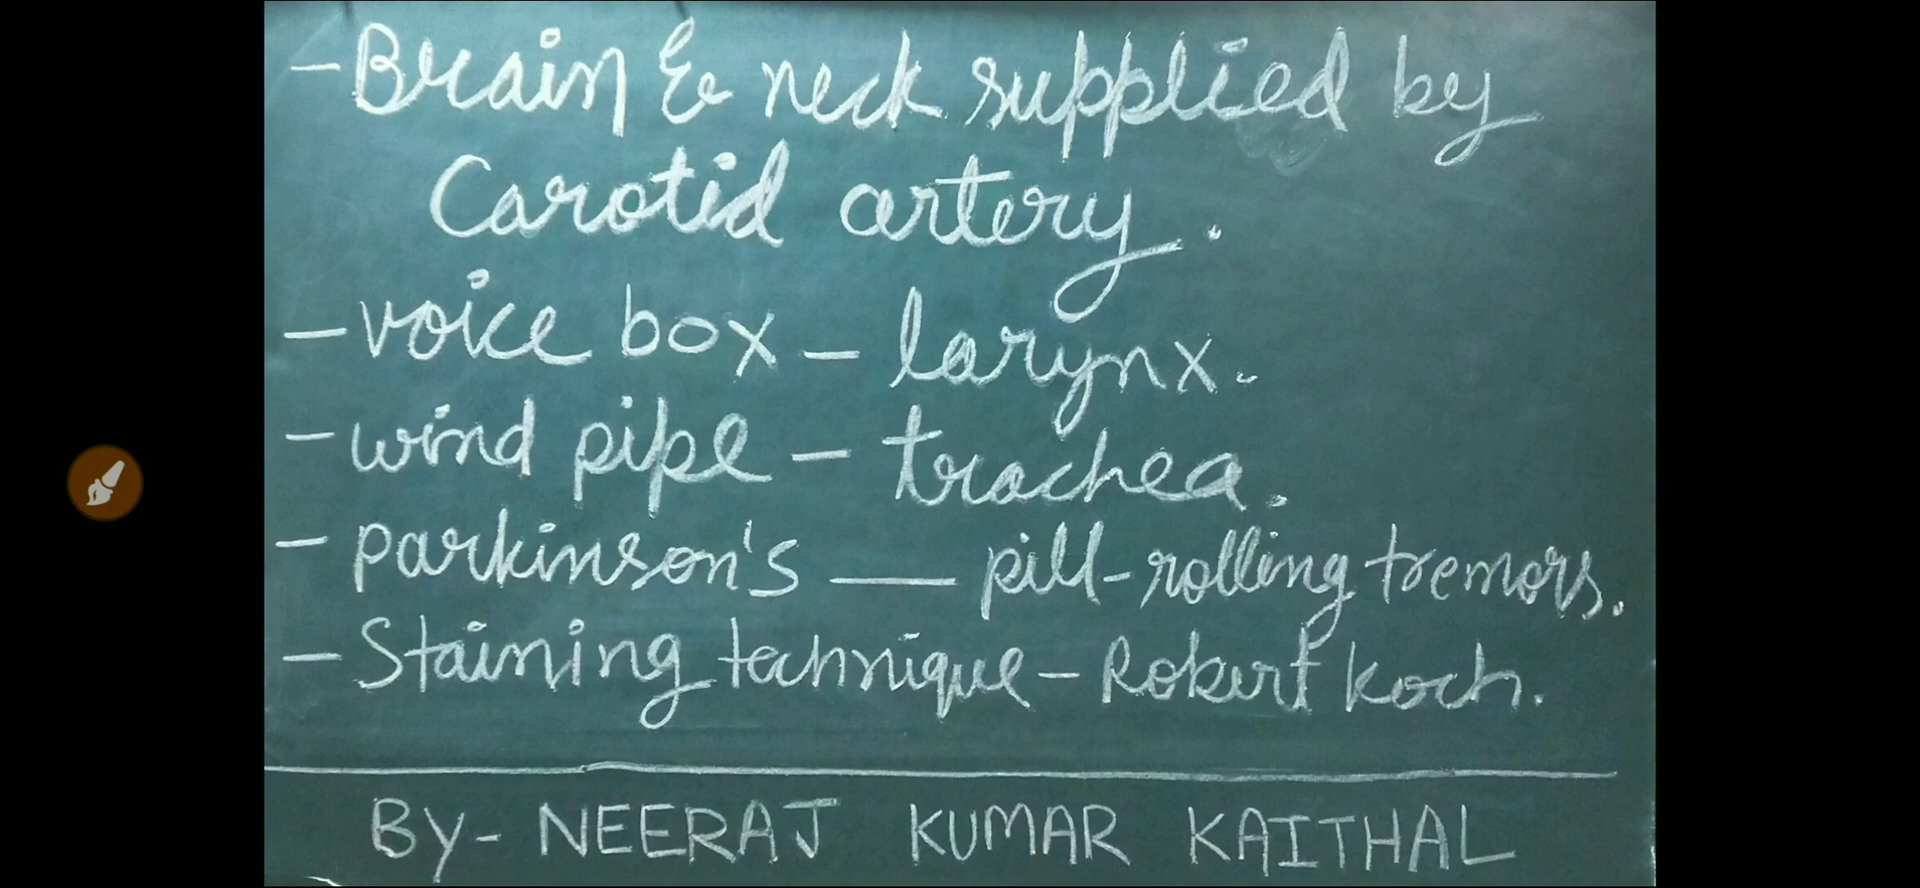 - Brain & neck supplied by
Carotid artery.
- voice box - larynx.
- wind pipe - trachea.
- parkinson's — pill-rolling tremors.
- Staining technique - Robert Koch.
BY- NEERAJ KUMAR KAITHAL